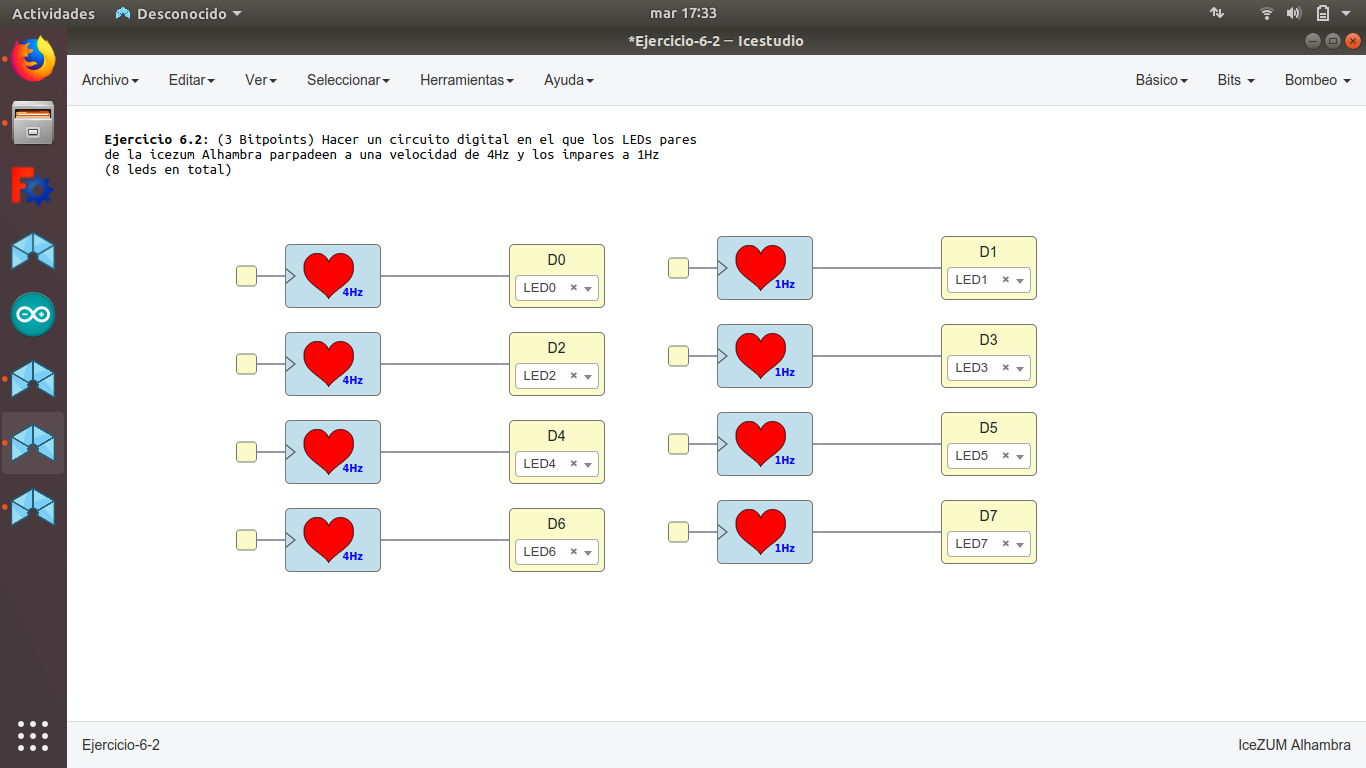 Actividades Desconocido mar 17:33
*Ejercicio-6-2 – Icestudio
Archivo Editar Ver Seleccionar Herramientas Ayuda Básico Bits Bombeo
Ejercicio 6.2: (3 Bitpoints) Hacer un circuito digital en el que los LEDs pares
de la icezum Alhambra parpadeen a una velocidad de 4Hz y los impares a 1Hz
(8 leds en total)
4Hz
D0
LED0
1Hz
D1
LED1
4Hz
D2
LED2
1Hz
D3
LED3
4Hz
D4
LED4
1Hz
D5
LED5
4Hz
D6
LED6
1Hz
D7
LED7
Ejercicio-6-2 IceZUM Alhambra